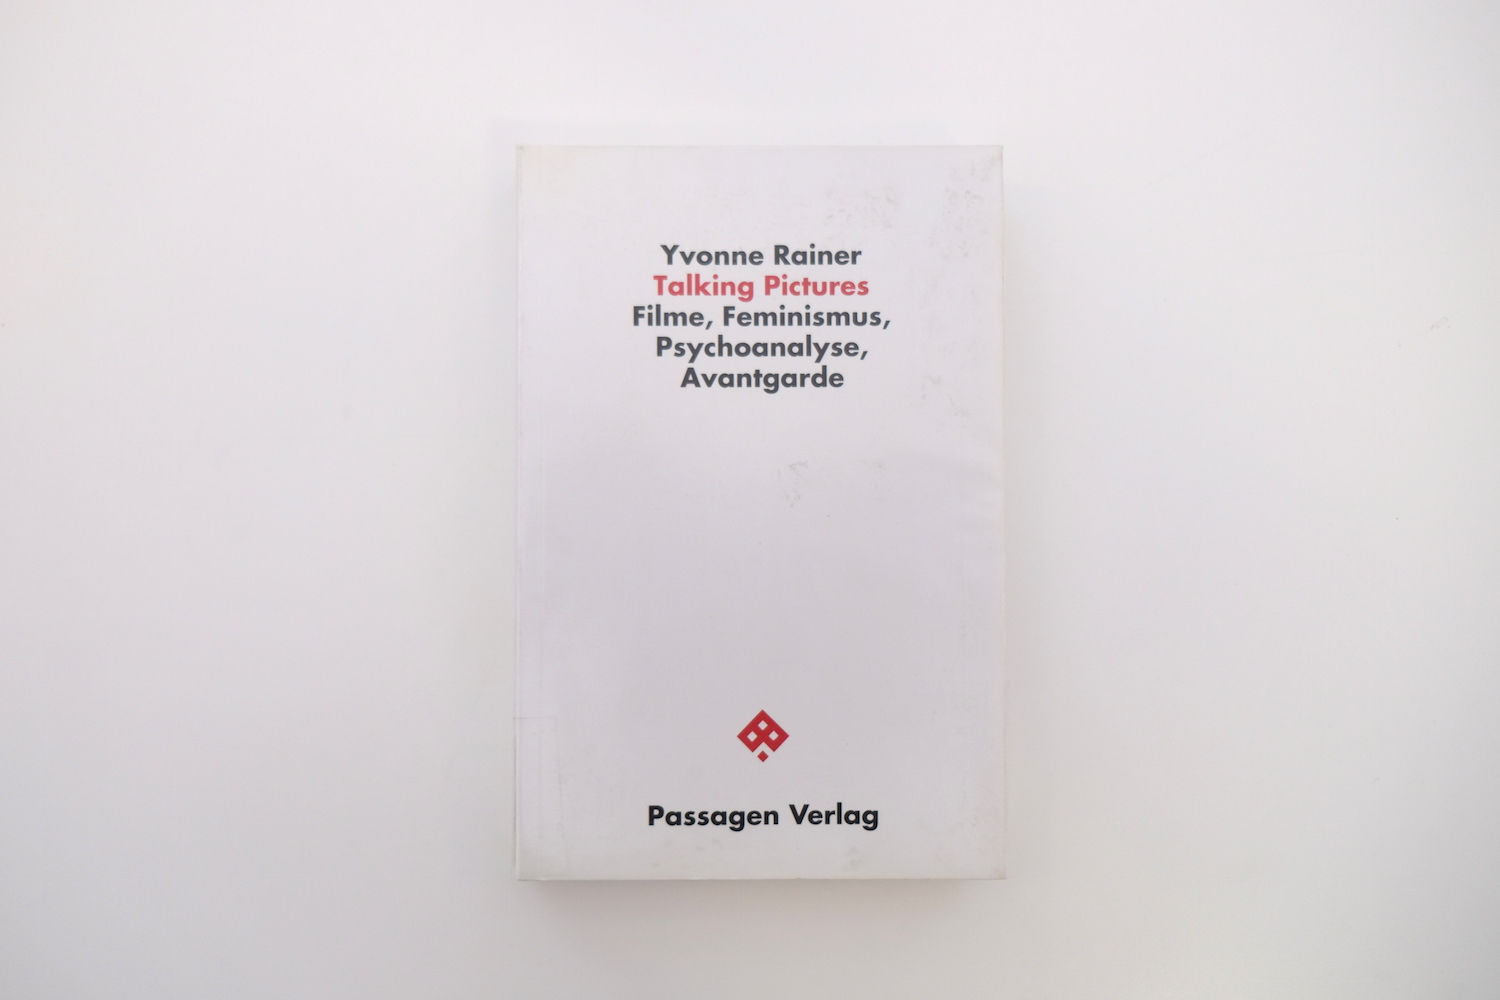 Yvonne Rainer
Talking Pictures
Filme, Feminismus,
Psychoanalyse,
Avantgarde
Passagen Verlag